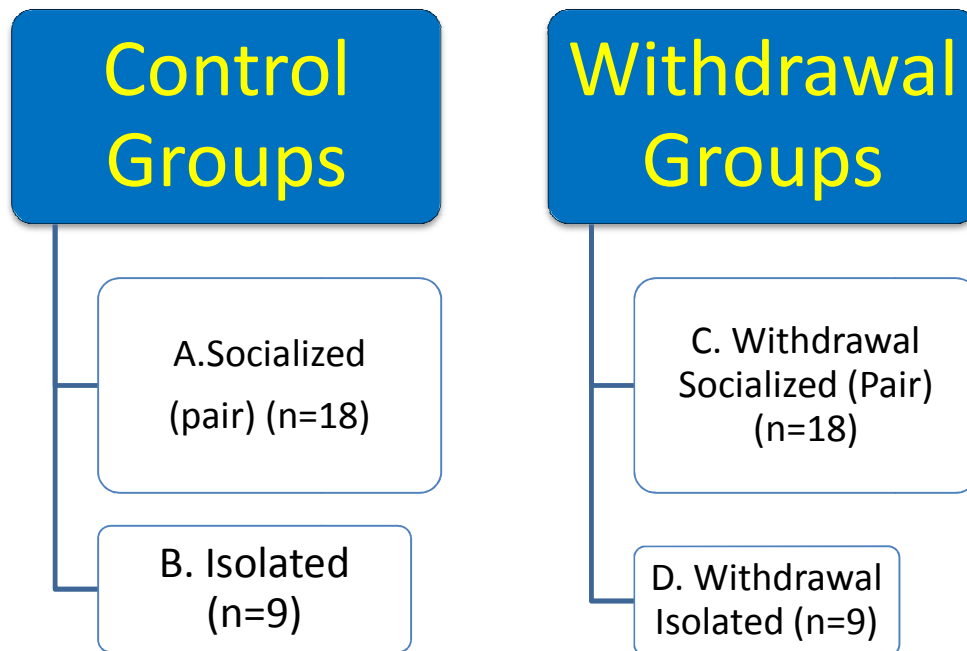 Control
Groups
A.Socialized
(pair) (n=18)
B. Isolated
(n=9)
Withdrawal
Groups
C. Withdrawal
Socialized (Pair)
(n=18)
D. Withdrawal
Isolated (n=9)